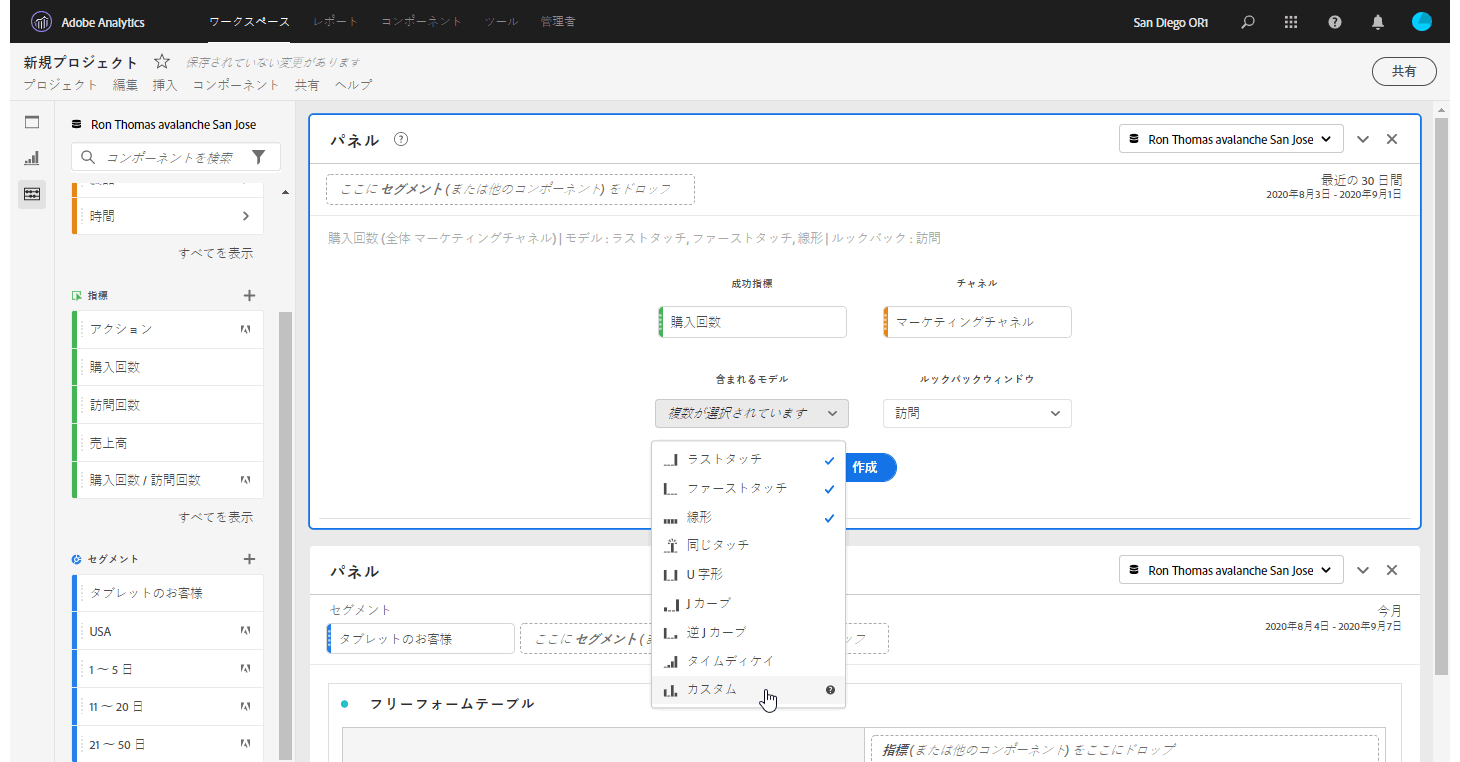 Adobe Analytics
ワークスペース
レポート
コンポーネント
ツール
管理者
San Diego OR1
新規プロジェクト
保存されていない変更があります
プロジェクト
編集
挿入
コンポーネント
共有
ヘルプ
共有
Ron Thomas avalanche San Jose
コンポーネントを検索
時間
すべてを表示
指標
アクション
購入回数
訪問回数
売上高
購入回数 / 訪問回数
すべてを表示
セグメント
タブレットのお客様
USA
1 〜 5 日
11 〜 20 日
21 〜 50 日
パネル
Ron Thomas avalanche San Jose
ここに セグメント (または他のコンポーネント) をドロップ
最近の 30 日間
2020年8月3日 - 2020年9月1日
購入回数 (全体 マーケティングチャネル) | モデル : ラストタッチ, ファーストタッチ, 線形 | ルックバック : 訪問
成功指標
チャネル
購入回数
マーケティングチャネル
含まれるモデル
ルックバックウィンドウ
複数が選択されています
訪問
ラストタッチ
ファーストタッチ
線形
同じタッチ
U 字形
J カーブ
逆 J カーブ
タイムディケイ
カスタム
作成
パネル
Ron Thomas avalanche San Jose
セグメント
今月
2020年8月4日 - 2020年9月7日
タブレットのお客様
ここに セグメント (
フリーフォームテーブル
指標 (または他のコンポーネント) をここにドロップ